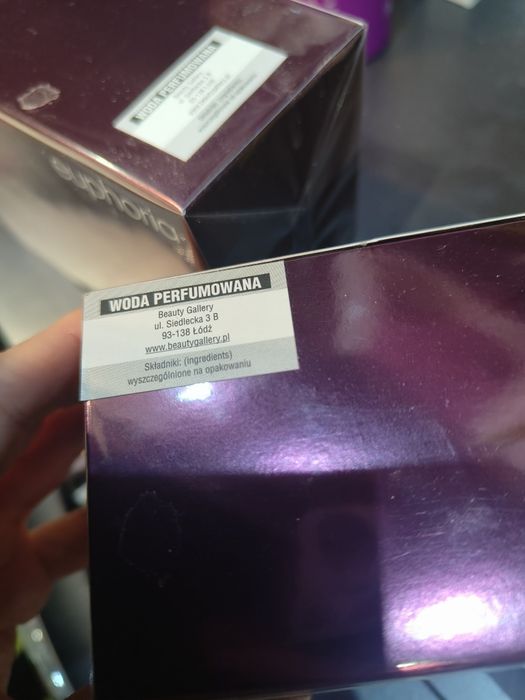 WODA PERFUMOWANA
euphoria
WODA PERFUMOWANA
Beauty Gallery
ul. Siedlecka 3 B
93-138 Łódź
www.beautygallery.pl
Składniki: (ingredients)
wyszczególnione na opakowaniu